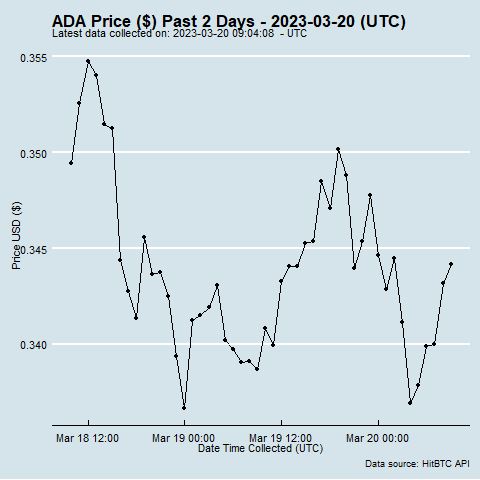 ADA Price ($) Past 2 Days - 2023-03-20 (UTC)
Latest data collected on: 2023-03-20 09:04:08  - UTC
0.355
0.350
0.345
0.340
Price USD ($)
Mar 18 12:00
Mar 19 00:00
Mar 19 12:00
Mar 20 00:00
Date Time Collected (UTC)
Data source: HitBTC API